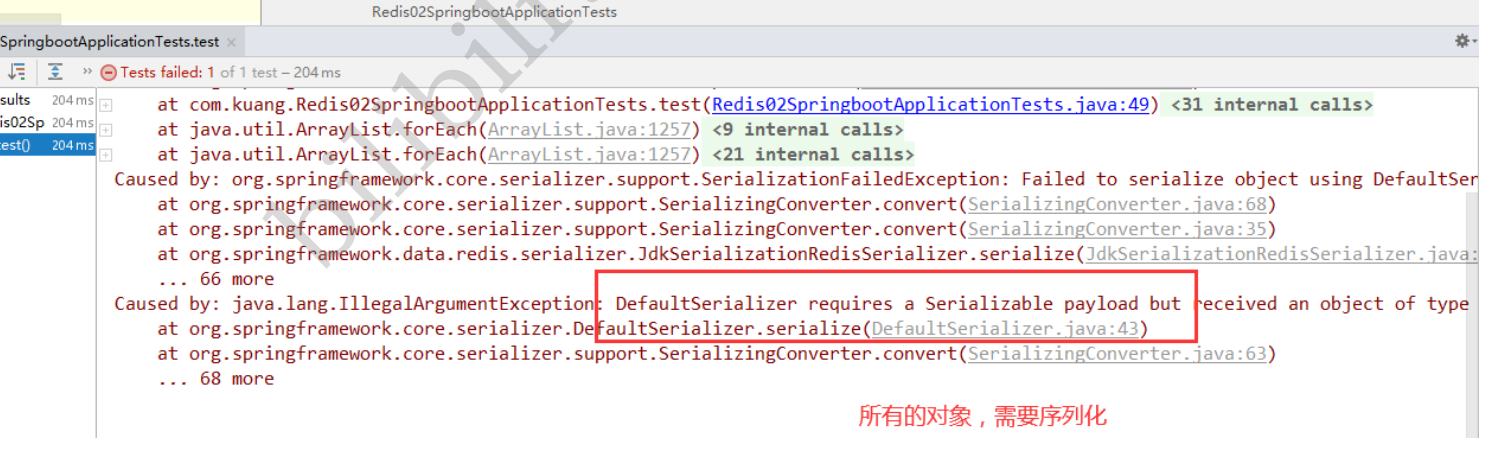 Redis02SpringbootApplicationTests
SpringbootApplicationTests.test ×
» Tests failed: 1 of 1 test – 204 ms
sults 204 ms
is02Sp 204 ms
test() 204 ms
at com.kuang.Redis02SpringbootApplicationTests.test(Redis02SpringbootApplicationTests.java:49) <31 internal calls>
at java.util.ArrayList.forEach(ArrayList.java:1257) <9 internal calls>
at java.util.ArrayList.forEach(ArrayList.java:1257) <21 internal calls>
Caused by: org.springframework.core.serializer.support.SerializationFailedException: Failed to serialize object using DefaultSer
at org.springframework.core.serializer.support.SerializingConverter.convert(SerializingConverter.java:68)
at org.springframework.core.serializer.support.SerializingConverter.convert(SerializingConverter.java:35)
at org.springframework.data.redis.serializer.JdkSerializationRedisSerializer.serialize(JdkSerializationRedisSerializer.java:
... 66 more
Caused by: java.lang.IllegalArgumentException: DefaultSerializer requires a Serializable payload but received an object of type
at org.springframework.core.serializer.DefaultSerializer.serialize(DefaultSerializer.java:43)
at org.springframework.core.serializer.support.SerializingConverter.convert(SerializingConverter.java:63)
... 68 more
所有的对象，需要序列化